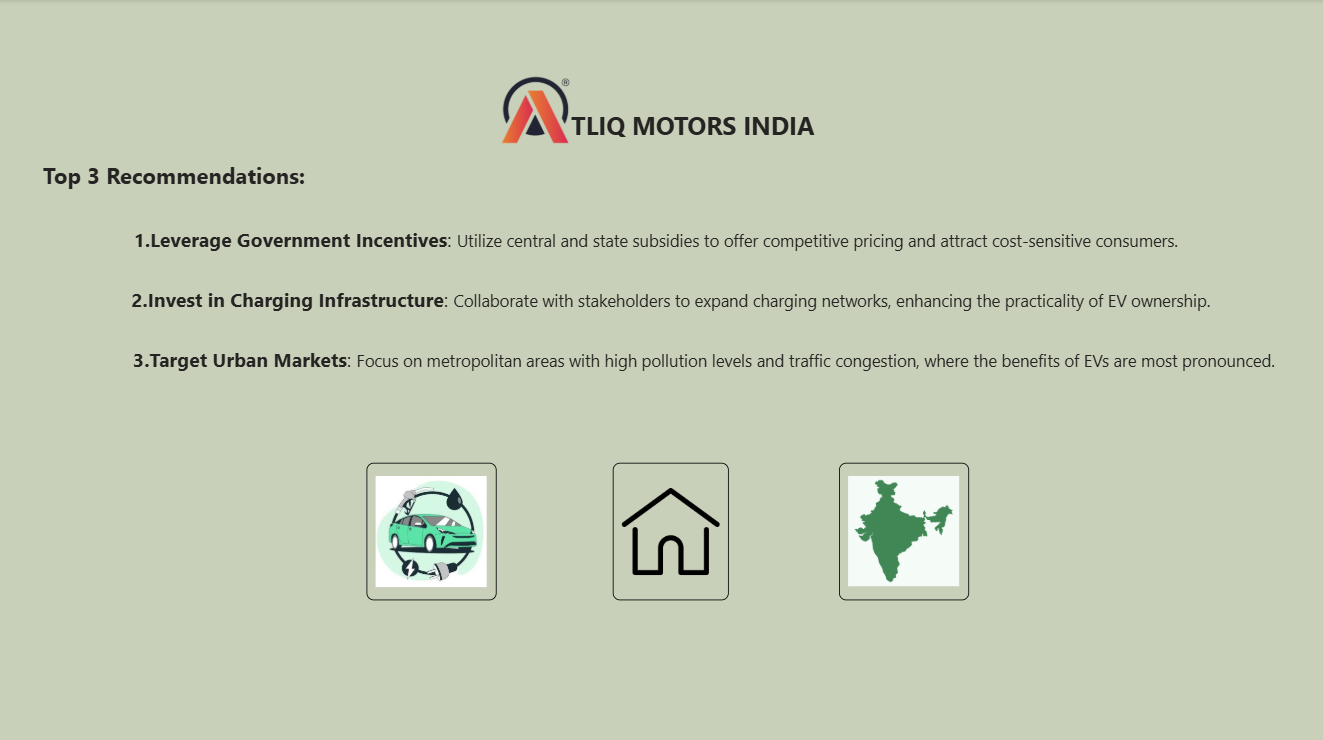 ®
TLIQ MOTORS INDIA
Top 3 Recommendations:
1.Leverage Government Incentives: Utilize central and state subsidies to offer competitive pricing and attract cost-sensitive consumers.
2.Invest in Charging Infrastructure: Collaborate with stakeholders to expand charging networks, enhancing the practicality of EV ownership.
3.Target Urban Markets: Focus on metropolitan areas with high pollution levels and traffic congestion, where the benefits of EVs are most pronounced.